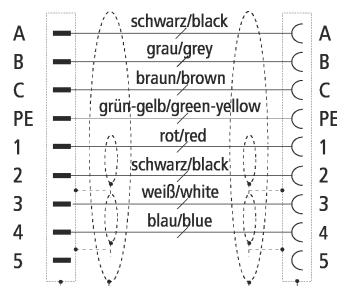 A schwarz/black A
B grau/grey B
C braun/brown C
PE grün-gelb/green-yellow PE
1 rot/red 1
2 schwarz/black 2
3 weiß/white 3
4 blau/blue 4
5 5